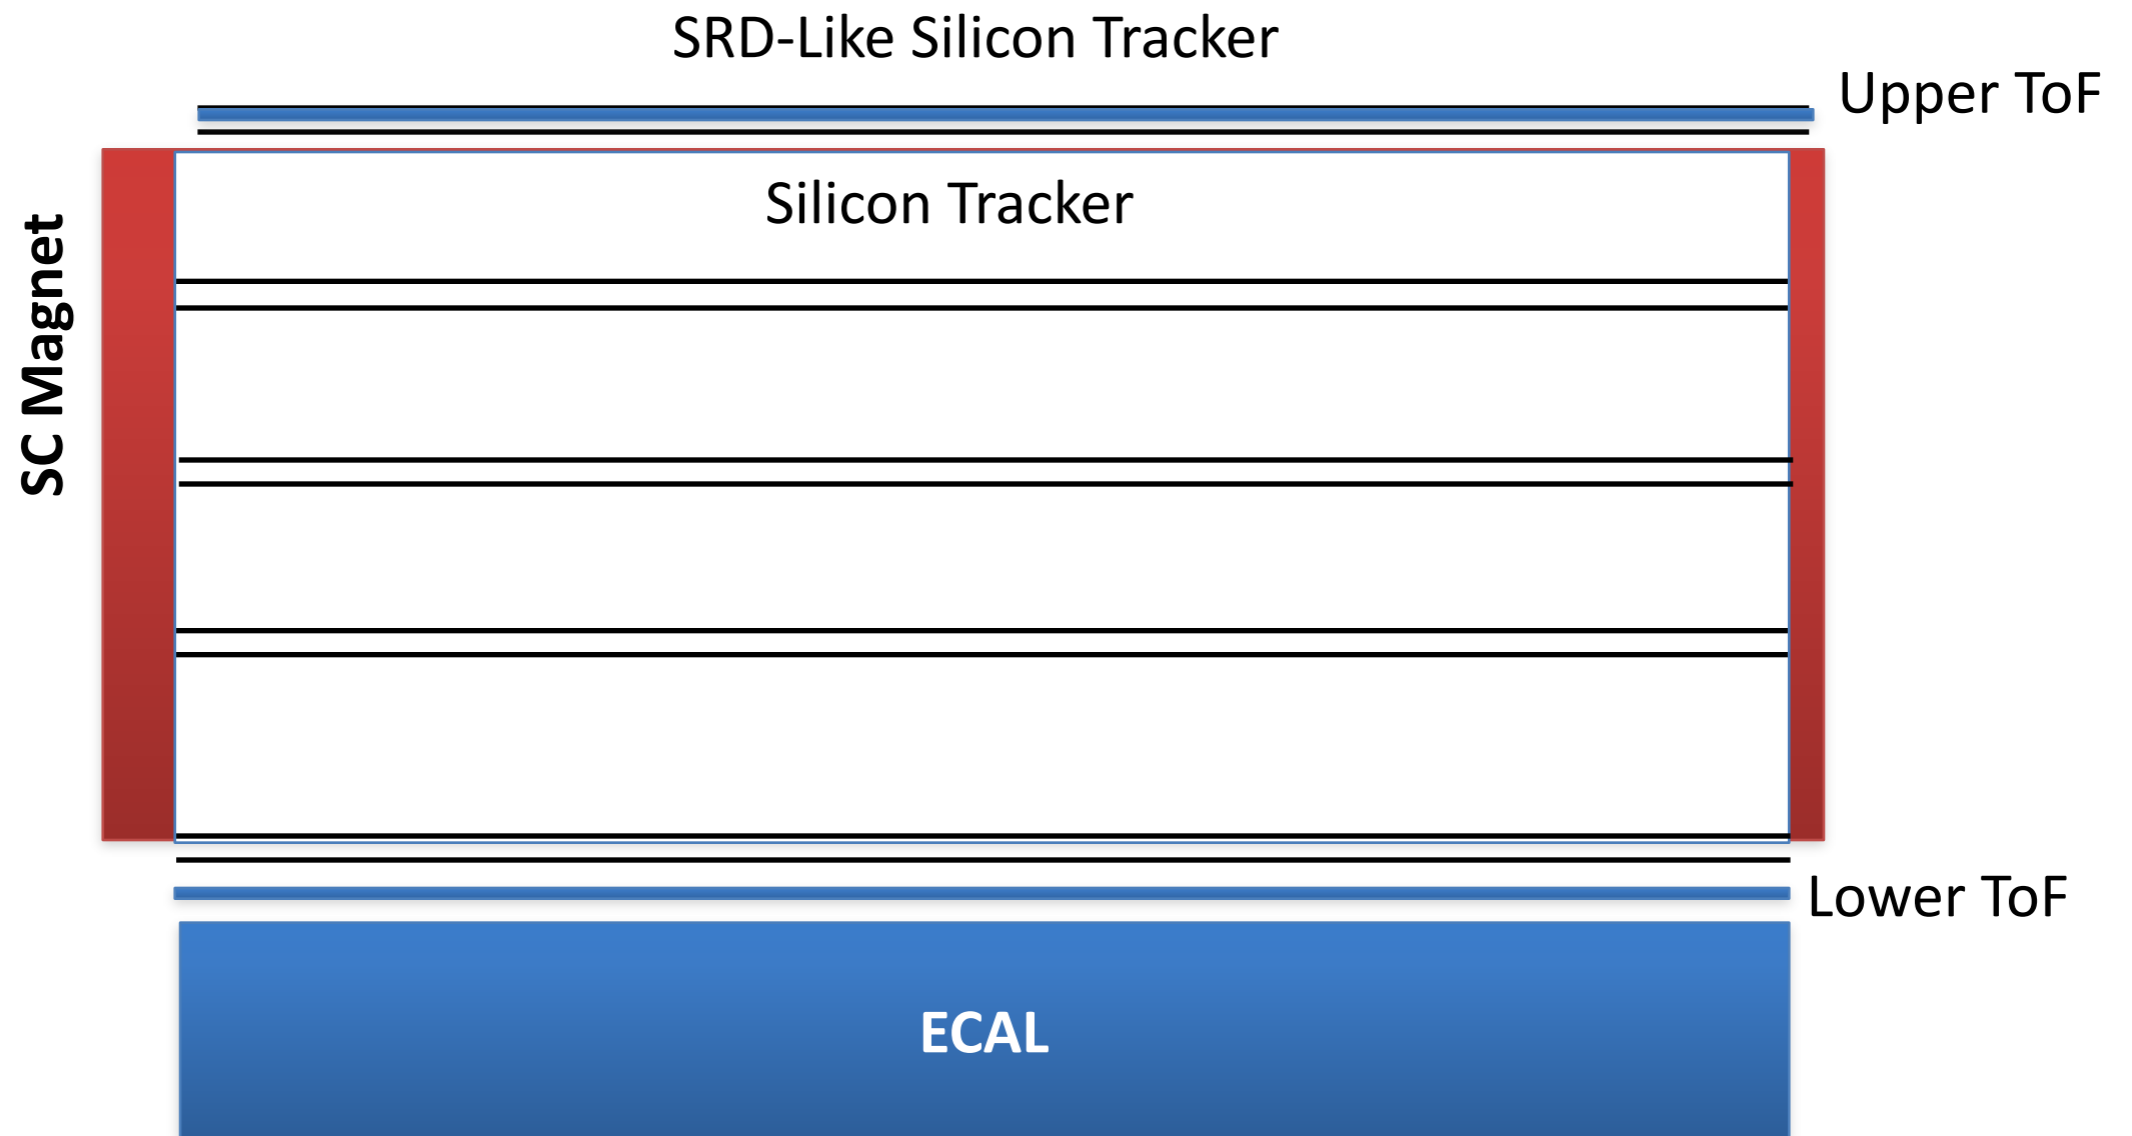 SRD-Like Silicon Tracker
Upper ToF
Silicon Tracker
SC Magnet
Lower ToF
ECAL